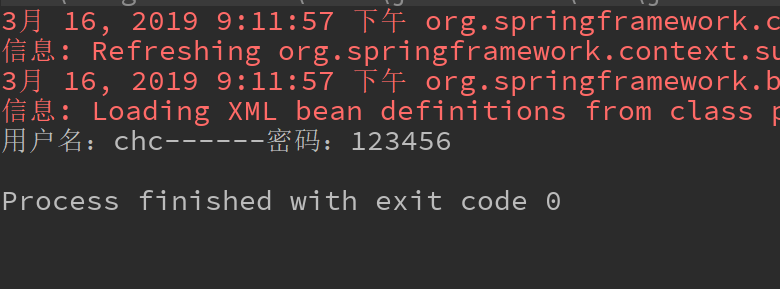 3月 16, 2019 9:11:57 下午 org.springframework.c
信息: Refreshing org.springframework.context.su
3月 16, 2019 9:11:57 下午 org.springframework.b
信息: Loading XML bean definitions from class p
用户名：chc------密码：123456
Process finished with exit code 0